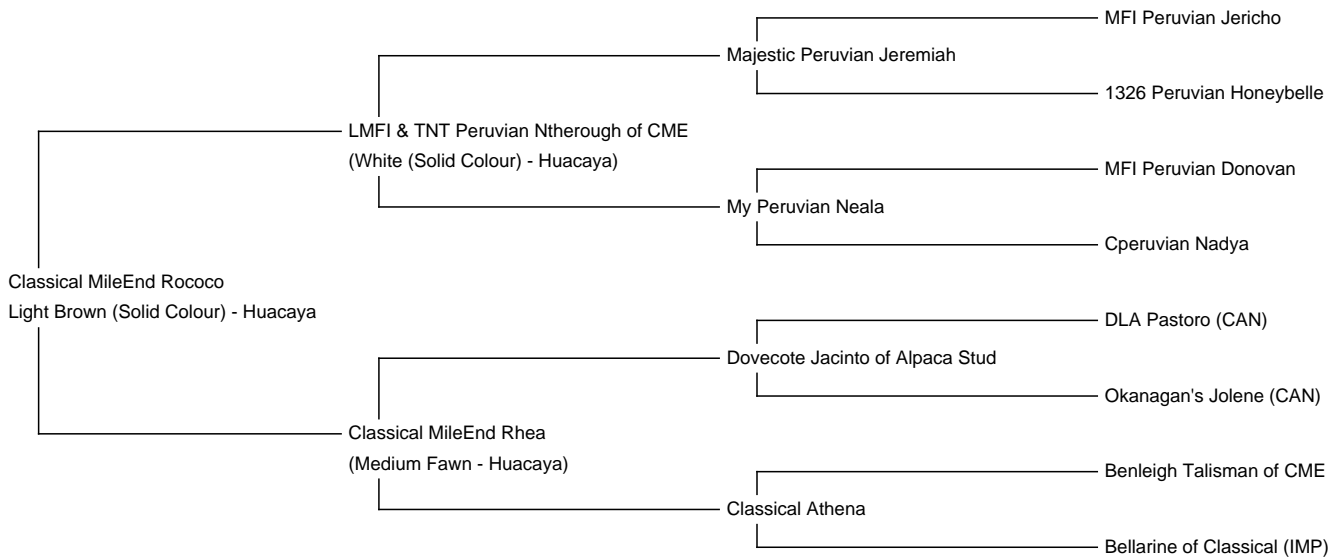 MFI Peruvian Jericho
Majestic Peruvian Jeremiah
1326 Peruvian Honeybelle
LMFI & TNT Peruvian Ntherough of CME
(White (Solid Colour) - Huacaya)
MFI Peruvian Donovan
My Peruvian Neala
Cperuvian Nadya
Classical MileEnd Rococo
Light Brown (Solid Colour) - Huacaya
DLA Pastoro (CAN)
Dovecote Jacinto of Alpaca Stud
Okanagan's Jolene (CAN)
Classical MileEnd Rhea
(Medium Fawn - Huacaya)
Benleigh Talisman of CME
Classical Athena
Bellarine of Classical (IMP)